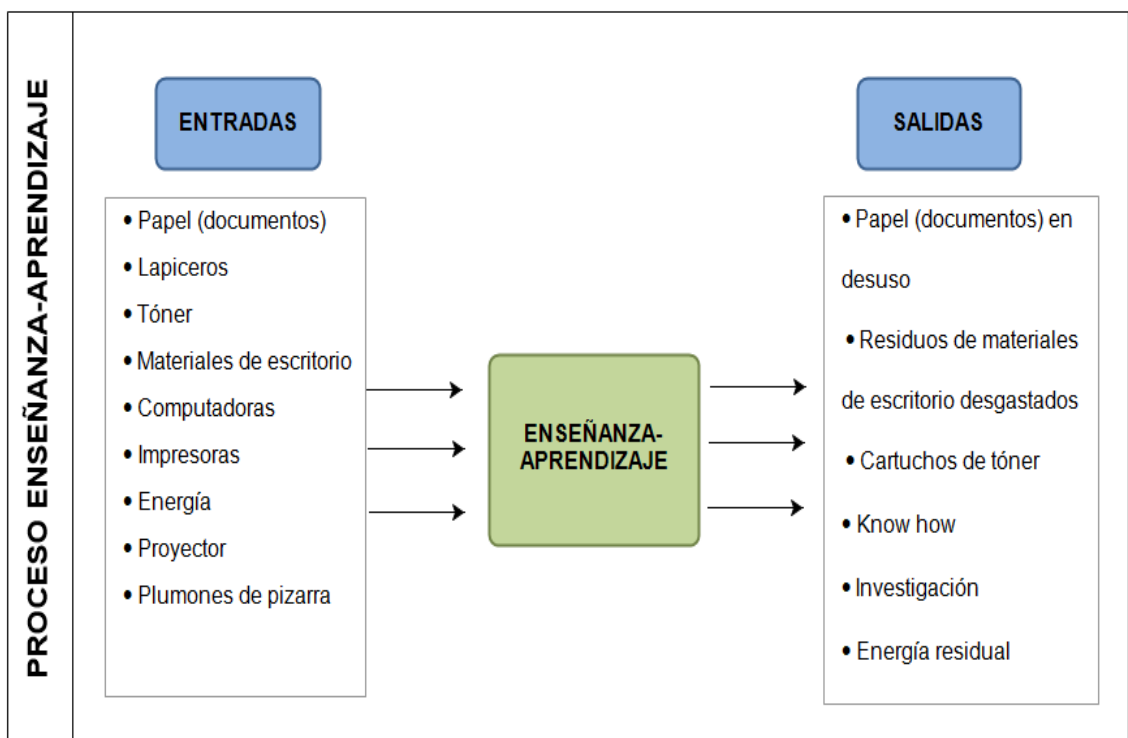 PROCESO ENSEÑANZA-APRENDIZAJE
ENTRADAS
• Papel (documentos)
• Lapiceros
• Tóner
• Materiales de escritorio
• Computadoras
• Impresoras
• Energía
• Proyector
• Plumones de pizarra
ENSEÑANZA-
APRENDIZAJE
SALIDAS
• Papel (documentos) en
desuso
• Residuos de materiales
de escritorio desgastados
• Cartuchos de tóner
• Know how
• Investigación
• Energía residual